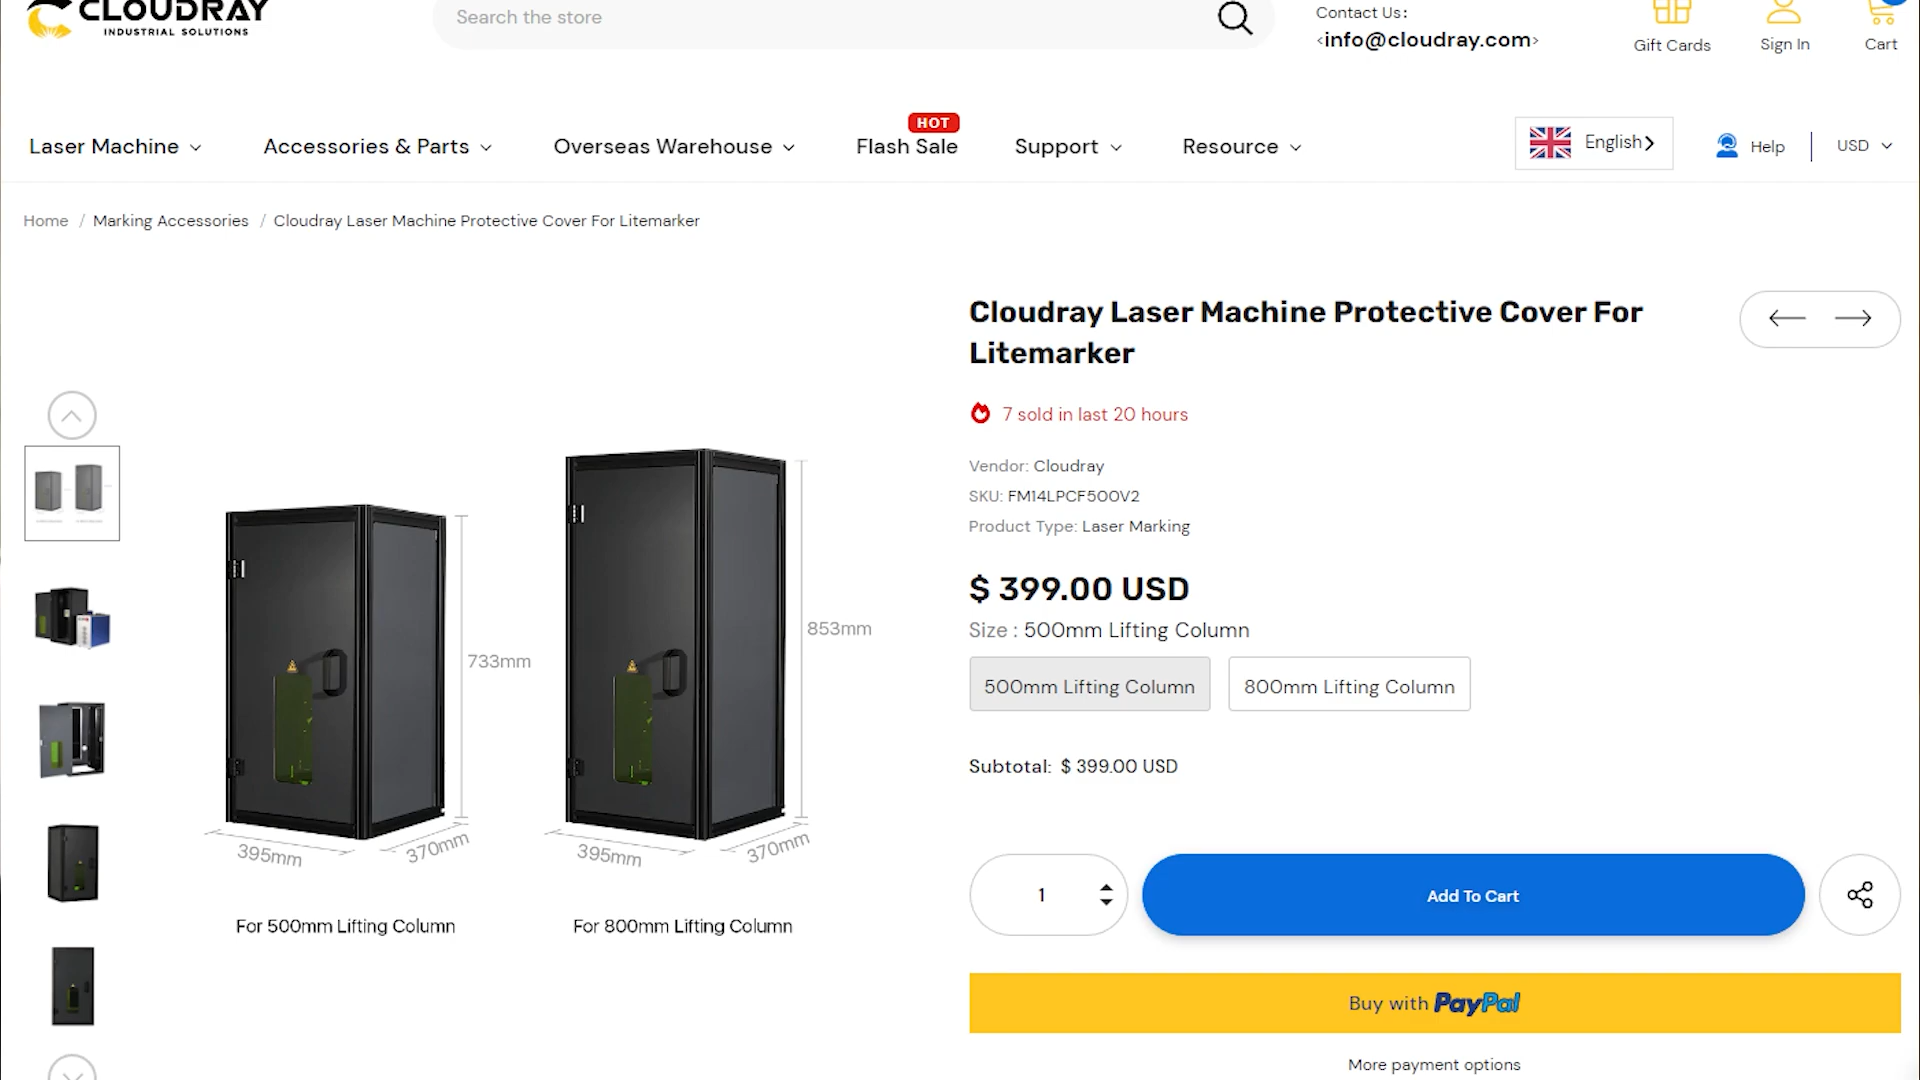 CLOUDRAY
INDUSTRIAL SOLUTIONS
Search the store
Contact Us:
<info@cloudray.com>
Gift Cards
Sign In
Cart
Laser Machine
Accessories & Parts
Overseas Warehouse
HOT
Flash Sale
Support
Resource
English
Help
USD
Home / Marking Accessories / Cloudray Laser Machine Protective Cover For Litemarker
Cloudray Laser Machine Protective Cover For
Litemarker
7 sold in last 20 hours
Vendor: Cloudray
SKU: FM14LPCF500V2
Product Type: Laser Marking
$ 399.00 USD
Size : 500mm Lifting Column
500mm Lifting Column
800mm Lifting Column
Subtotal: $ 399.00 USD
1
Add To Cart
Buy with PayPal
More payment options
733mm
395mm
370mm
For 500mm Lifting Column
853mm
395mm
370mm
For 800mm Lifting Column